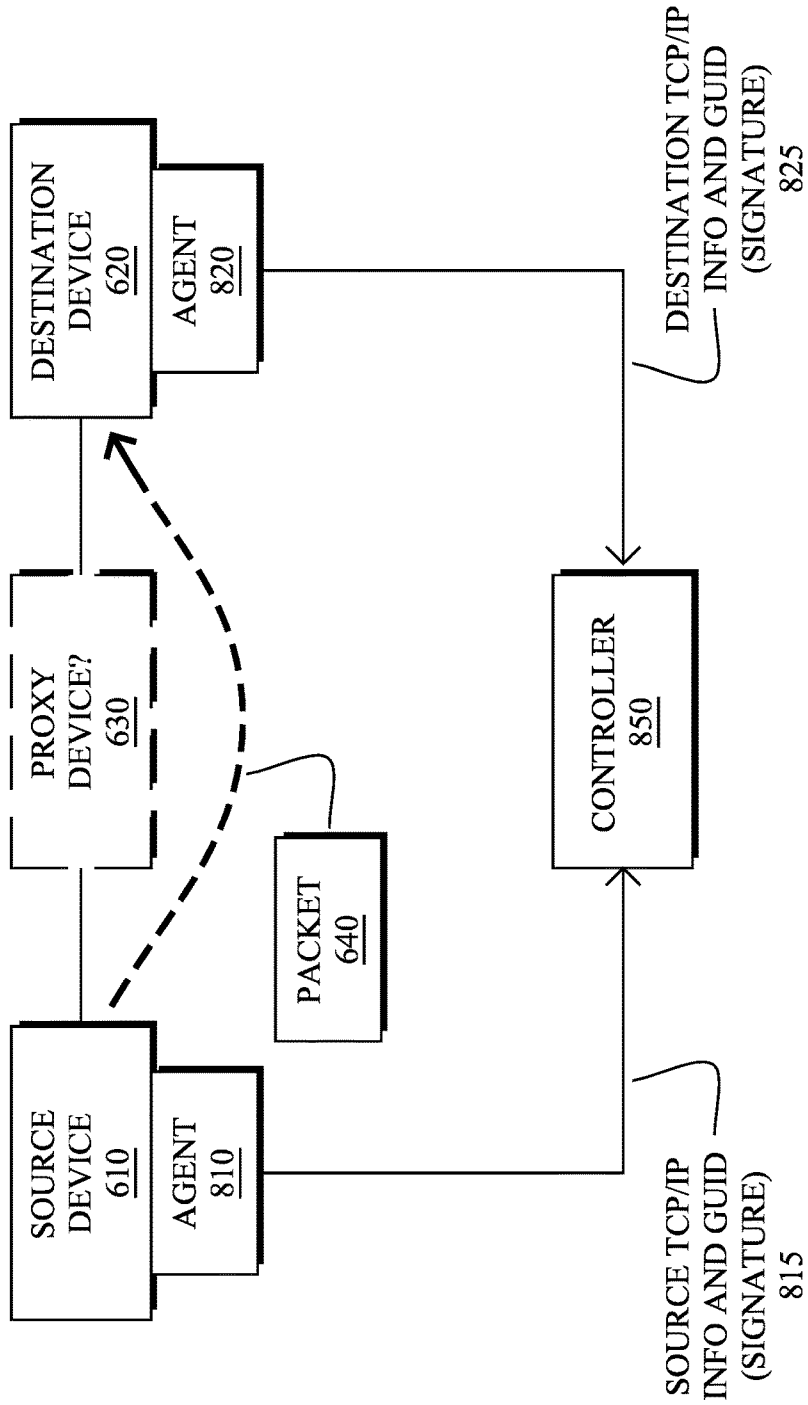 SOURCE
DEVICE
610
AGENT
810
PROXY
DEVICE?
630
DESTINATION
DEVICE
620
AGENT
820
PACKET
640
CONTROLLER
850
SOURCE TCP/IP
INFO AND GUID
(SIGNATURE)
815
DESTINATION TCP/IP
INFO AND GUID
(SIGNATURE)
825